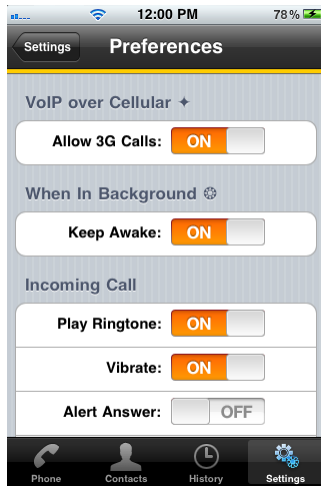 12:00 PM 78%
Settings Preferences
VoIP over Cellular
Allow 3G Calls: ON
When In Background
Keep Awake: ON
Incoming Call
Play Ringtone: ON
Vibrate: ON
Alert Answer: OFF
Phone Contacts History Settings